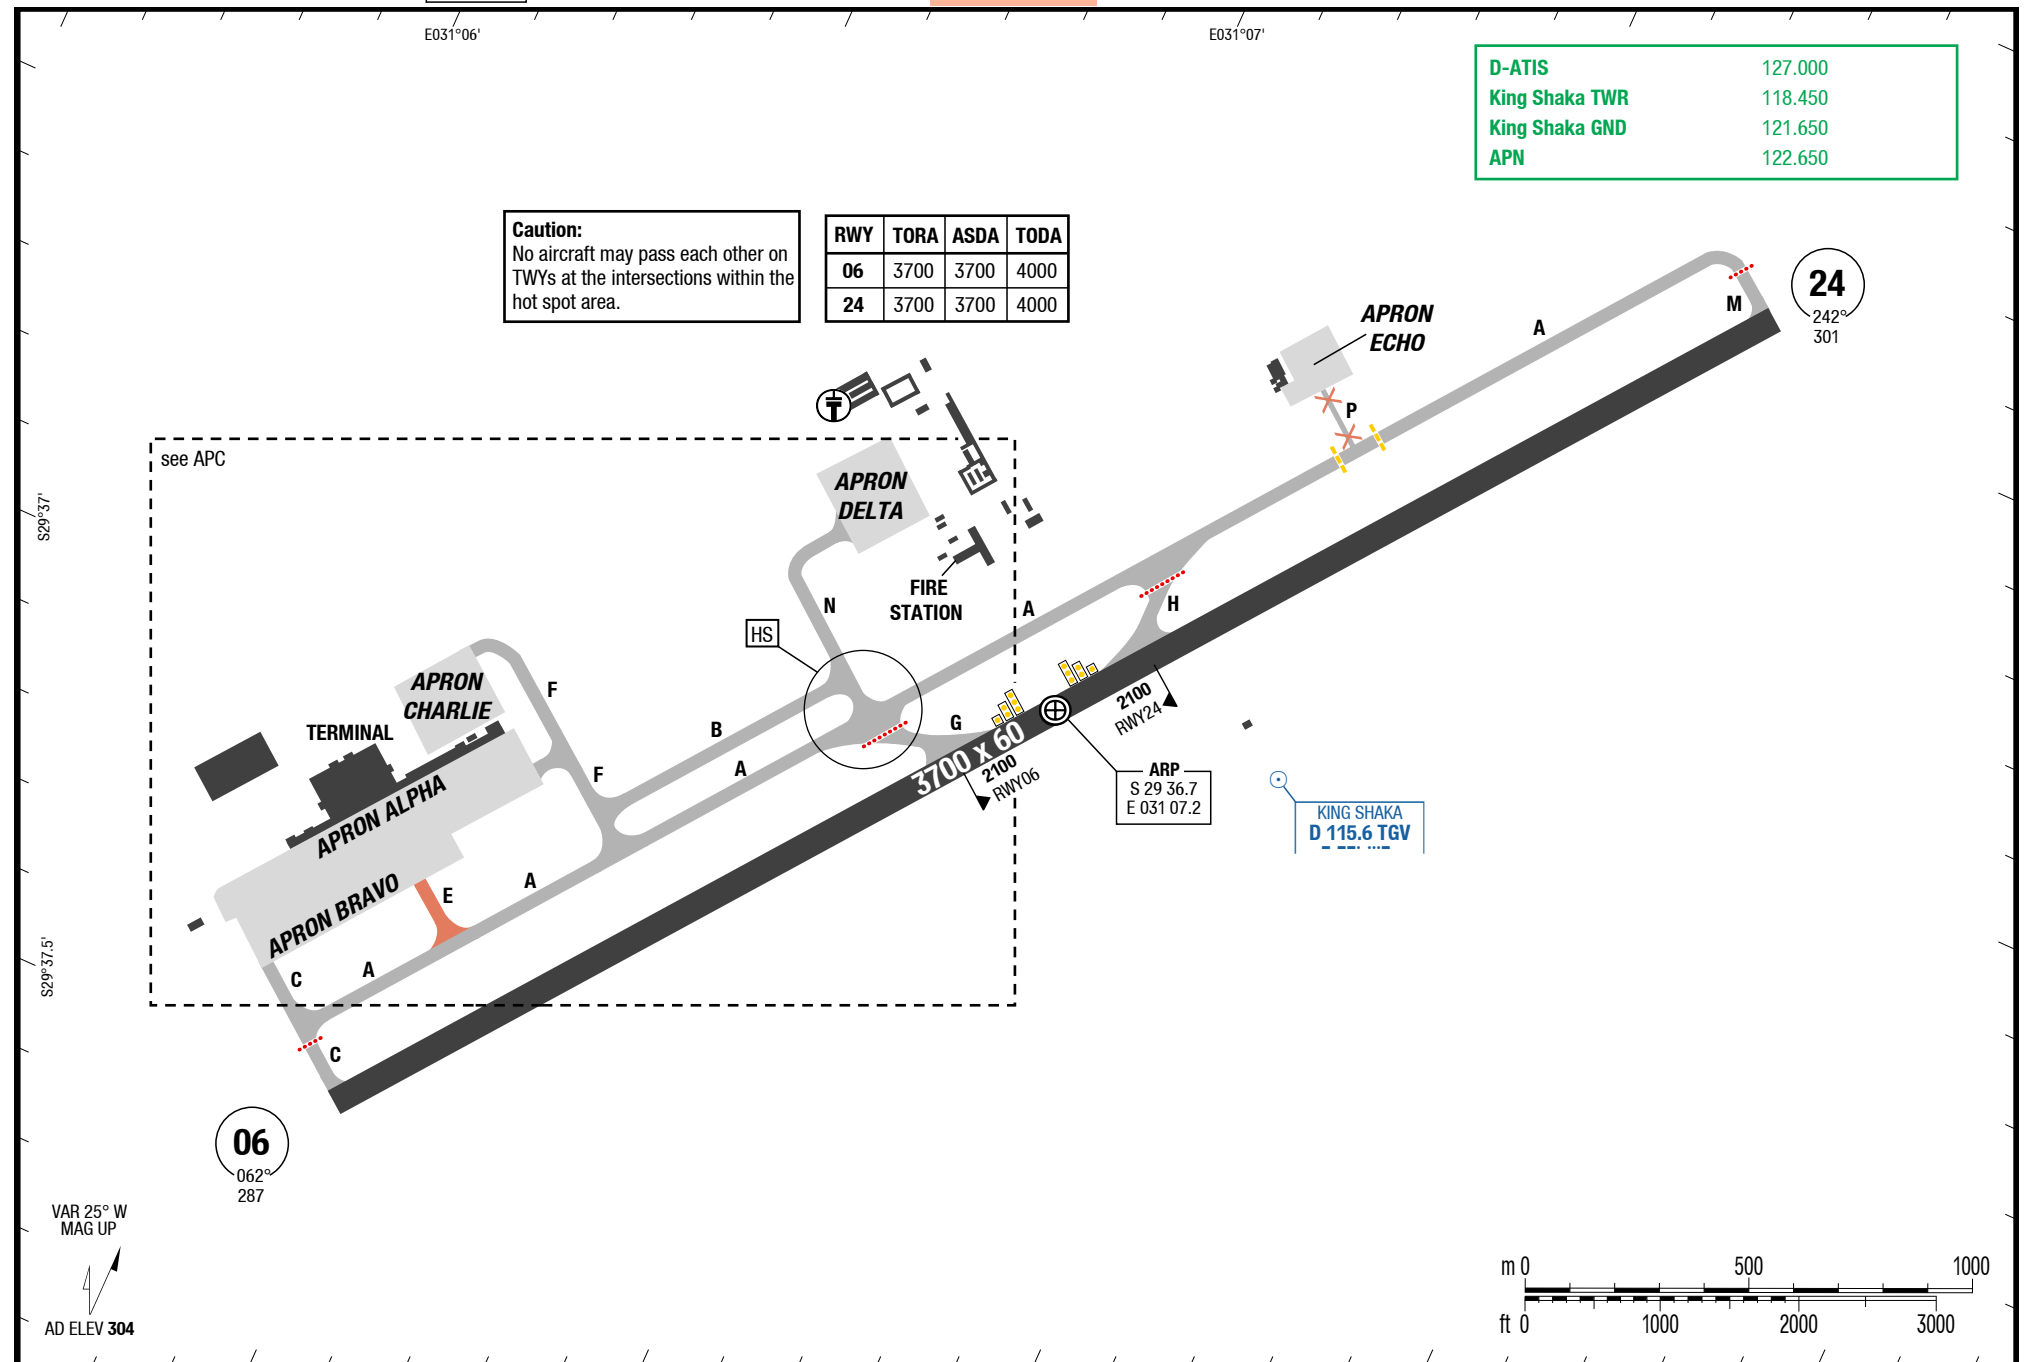 E031°06'
E031°07'
D-ATIS 127.000
King Shaka TWR 118.450
King Shaka GND 121.650
APN 122.650
Caution:
No aircraft may pass each other on
TWYs at the intersections within the
hot spot area.
RWY TORA ASDA TODA
06 3700 3700 4000
24 3700 3700 4000
24
242°
301
M
A
APRON
ECHO
P
see APC
S29°37'
APRON
DELTA
FIRE
STATION
N
A
H
HS
F
APRON
CHARLIE
TERMINAL
B
G
A
F
2100
RWY24
3700 x 60
2100
RWY06
ARP
S 29 36.7
E 031 07.2
KING SHAKA
D 115.6 TGV
APRON ALPHA
APRON BRAVO
E
A
C
A
S29°37.5'
C
06
062°
287
VAR 25° W
MAG UP
AD ELEV 304
m 0 500 1000
ft 0 1000 2000 3000